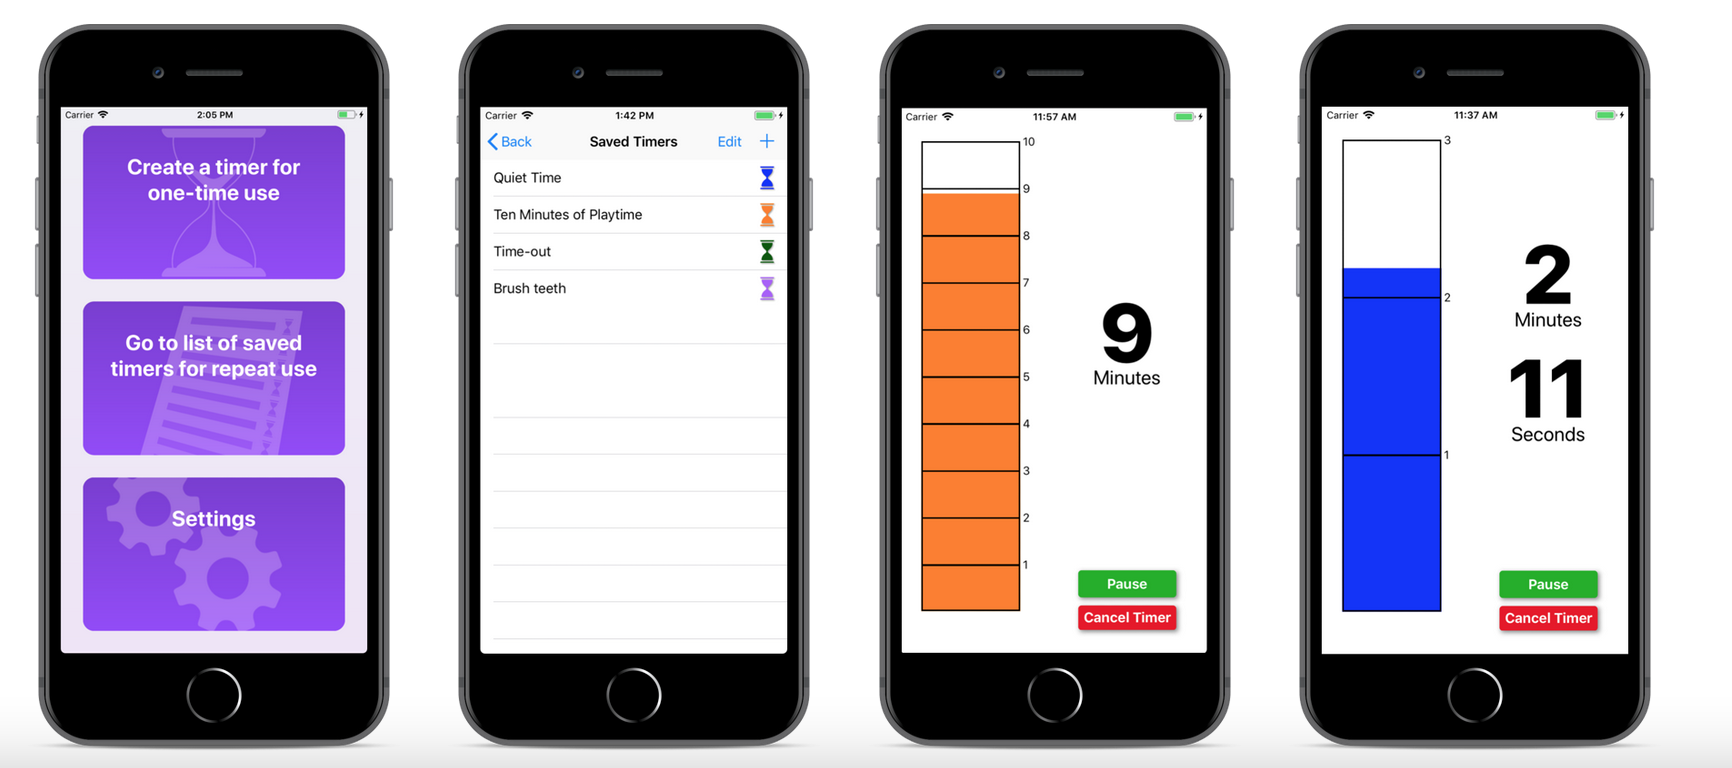 Carrier 2:05 PM
Create a timer for
one-time use
Go to list of saved
timers for repeat use
Settings
Carrier 1:42 PM
Back Saved Timers Edit +
Quiet Time
Ten Minutes of Playtime
Time-out
Brush teeth
Carrier 11:57 AM
10
9
8
7
6
5
4
3
2
1
9
Minutes
Pause
Cancel Timer
Carrier 11:37 AM
3
2
1
2
Minutes
11
Seconds
Pause
Cancel Timer